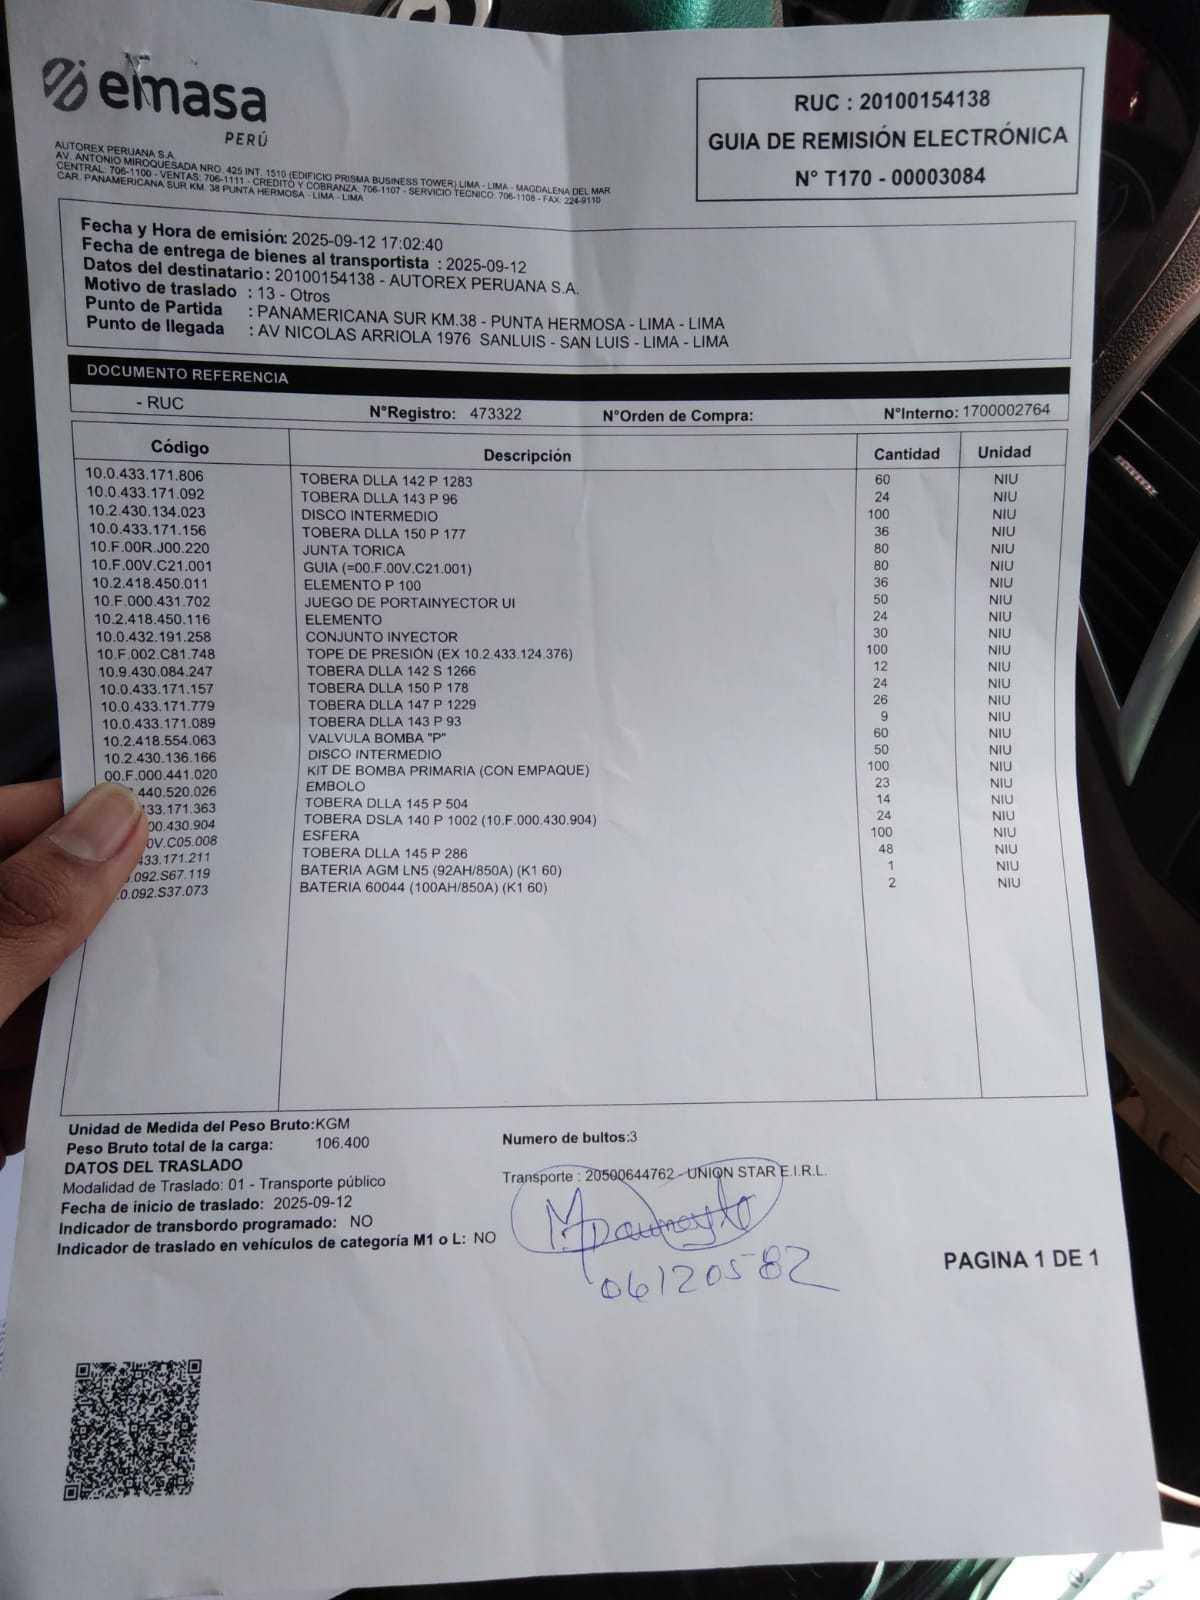 emasa
PERÚ
RUC : 20100154138
GUIA DE REMISIÓN ELECTRÓNICA
N° T170 - 00003084
AUTOREX PERUANA S.A.
AV. ANTONIO MIROQUESADA NRO. 425 INT. 1510 (EDIFICIO PRISMA BUSINESS TOWER) LIMA - LIMA - MAGDALENA DEL MAR
CENTRAL: 706-1100 - VENTAS: 706-1111 - CREDITO Y COBRANZA: 706-1107 - SERVICIO TECNICO: 706-1108 - FAX: 224-9110
CAR. PANAMERICANA SUR KM. 38 PUNTA HERMOSA - LIMA - LIMA
Fecha y Hora de emisión: 2025-09-12 17:02:40
Fecha de entrega de bienes al transportista : 2025-09-12
Datos del destinatario : 20100154138 - AUTOREX PERUANA S.A.
Motivo de traslado : 13 - Otros
Punto de Partida : PANAMERICANA SUR KM.38 - PUNTA HERMOSA - LIMA - LIMA
Punto de llegada : AV NICOLAS ARRIOLA 1976 SANLUIS - SAN LUIS - LIMA - LIMA
DOCUMENTO REFERENCIA
- RUC N°Registro: 473322 N°Orden de Compra: N°Interno: 1700002764
Código Descripción Cantidad Unidad
10.0.433.171.806 TOBERA DLLA 142 P 1283 60 NIU
10.0.433.171.092 TOBERA DLLA 143 P 96 24 NIU
10.2.430.134.023 DISCO INTERMEDIO 100 NIU
10.0.433.171.156 TOBERA DLLA 150 P 177 36 NIU
10.F.00R.J00.220 JUNTA TORICA 80 NIU
10.F.00V.C21.001 GUIA (=00.F.00V.C21.001) 80 NIU
10.2.418.450.011 ELEMENTO P 100 36 NIU
10.F.000.431.702 JUEGO DE PORTAINYECTOR UI 50 NIU
10.2.418.450.116 ELEMENTO 24 NIU
10.0.432.191.258 CONJUNTO INYECTOR 30 NIU
10.F.002.C81.748 TOPE DE PRESIÓN (EX 10.2.433.124.376) 100 NIU
10.9.430.084.247 TOBERA DLLA 142 S 1266 12 NIU
10.0.433.171.157 TOBERA DLLA 150 P 178 24 NIU
10.0.433.171.779 TOBERA DLLA 147 P 1229 26 NIU
10.0.433.171.089 TOBERA DLLA 143 P 93 9 NIU
10.2.418.554.063 VALVULA BOMBA "P" 60 NIU
10.2.430.136.166 DISCO INTERMEDIO 50 NIU
00.F.000.441.020 KIT DE BOMBA PRIMARIA (CON EMPAQUE) 100 NIU
.440.520.026 EMBOLO 23 NIU
433.171.363 TOBERA DLLA 145 P 504 14 NIU
00.430.904 TOBERA DSLA 140 P 1002 (10.F.000.430.904) 24 NIU
0V.C05.008 ESFERA 100 NIU
433.171.211 TOBERA DLLA 145 P 286 48 NIU
.092.S67.119 BATERIA AGM LN5 (92AH/850A) (K1 60) 1 NIU
.0.092.S37.073 BATERIA 60044 (100AH/850A) (K1 60) 2 NIU
Unidad de Medida del Peso Bruto:KGM
Peso Bruto total de la carga: 106.400 Numero de bultos:3
DATOS DEL TRASLADO
Modalidad de Traslado: 01 - Transporte público Transporte : 20500644762 - UNION STAR E.I.R.L.
Fecha de inicio de traslado: 2025-09-12
Indicador de transbordo programado: NO
Indicador de traslado en vehículos de categoría M1 o L: NO
06120582
PAGINA 1 DE 1